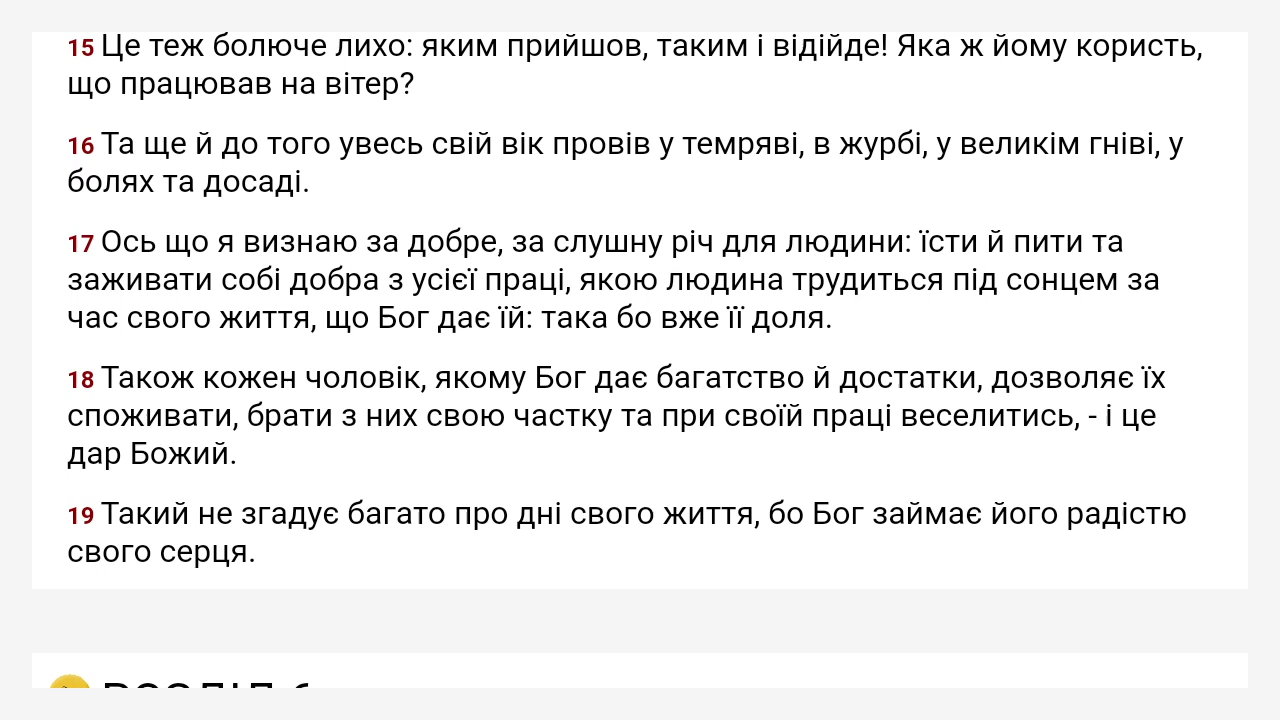 15 Це теж болюче лихо: яким прийшов, таким і відійде! Яка ж йому користь,
що працював на вітер?
16 Та ще й до того увесь свій вік провів у темряві, в журбі, у великім гніві, у
болях та досаді.
17 Ось що я визнаю за добре, за слушну річ для людини: їсти й пити та
заживати собі добра з усієї праці, якою людина трудиться під сонцем за
час свого життя, що Бог дає їй: така бо вже її доля.
18 Також кожен чоловік, якому Бог дає багатство й достатки, дозволяє їх
споживати, брати з них свою частку та при своїй праці веселитись, - і це
дар Божий.
19 Такий не згадує багато про дні свого життя, бо Бог займає його радістю
свого серця.